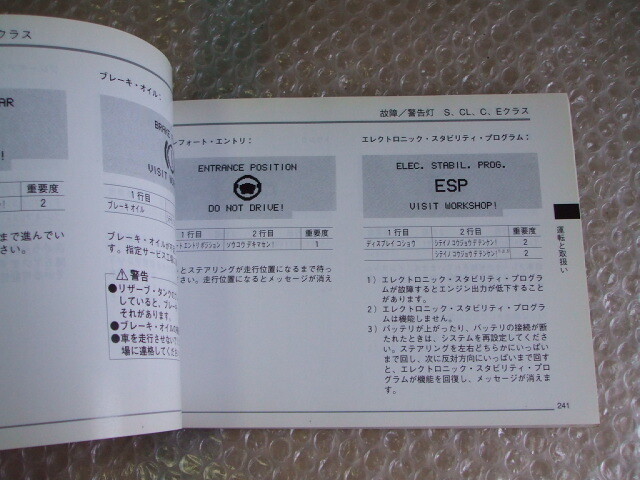 クラス
ブレーキ・オイル：
AR
VISIT
重要度
2
1行目
ブレーキ オイル
まで進んでい
さい。
ブレーキ・オイルが
す。指定サービス工
⚠警告
●リザーブ・タンクの
していると、ブレー
それがあります。
●ブレーキ・オイルの
●車を走行させないで
場に連絡してくだ
故障／警告灯 S、CL、C、Eクラス
フォート・エントリ：
ENTRANCE POSITION
DO NOT DRIVE!
1行目 2行目 重要度
ソウコウ デキマセン! 1
とステアリングが走行位置になるまで待っ
さい。走行位置になるとメッセージが消え
エレクトロニック・スタビリティ・プログラム：
ELEC. STABIL. PROG.
ESP
VISIT WORKSHOP!
1行目 2行目 重要度
ディスプレイ コショウ シテイノ コウジョウ デ テンケン! 2
シテイノ コウジョウ デ テンケン! 2
1）エレクトロニック・スタビリティ・プログラ
ムが故障するとエンジン出力が低下すること
があります。
2）エレクトロニック・スタビリティ・プログラ
ムは機能しません。
3）バッテリが上がったり、バッテリの接続が断
たれたときは、システムを再設定してくださ
い。ステアリングを左右どちらかにいっぱい
まで回し、次に反対方向にいっぱいまで回す
と、エレクトロニック・スタビリティ・プロ
グラムが機能を回復し、メッセージが消えま
す。
運転と取扱い
241